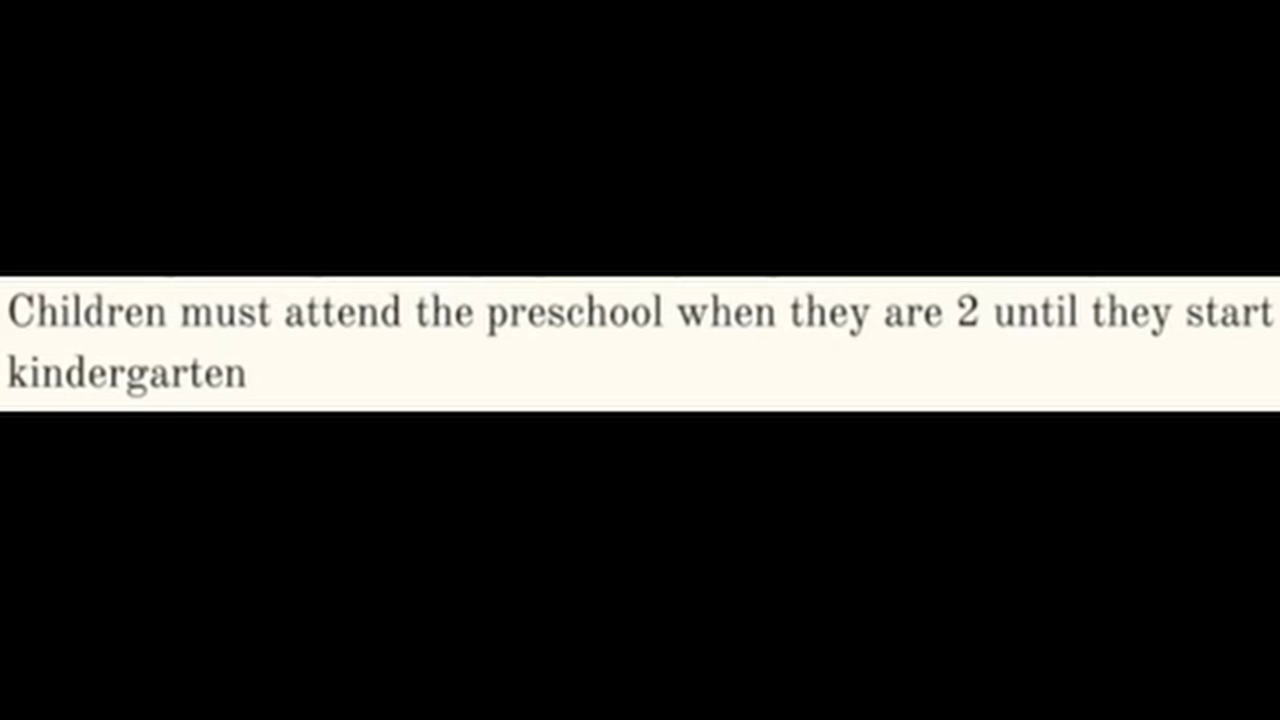 Children must attend the preschool when they are 2 until they start
kindergarten